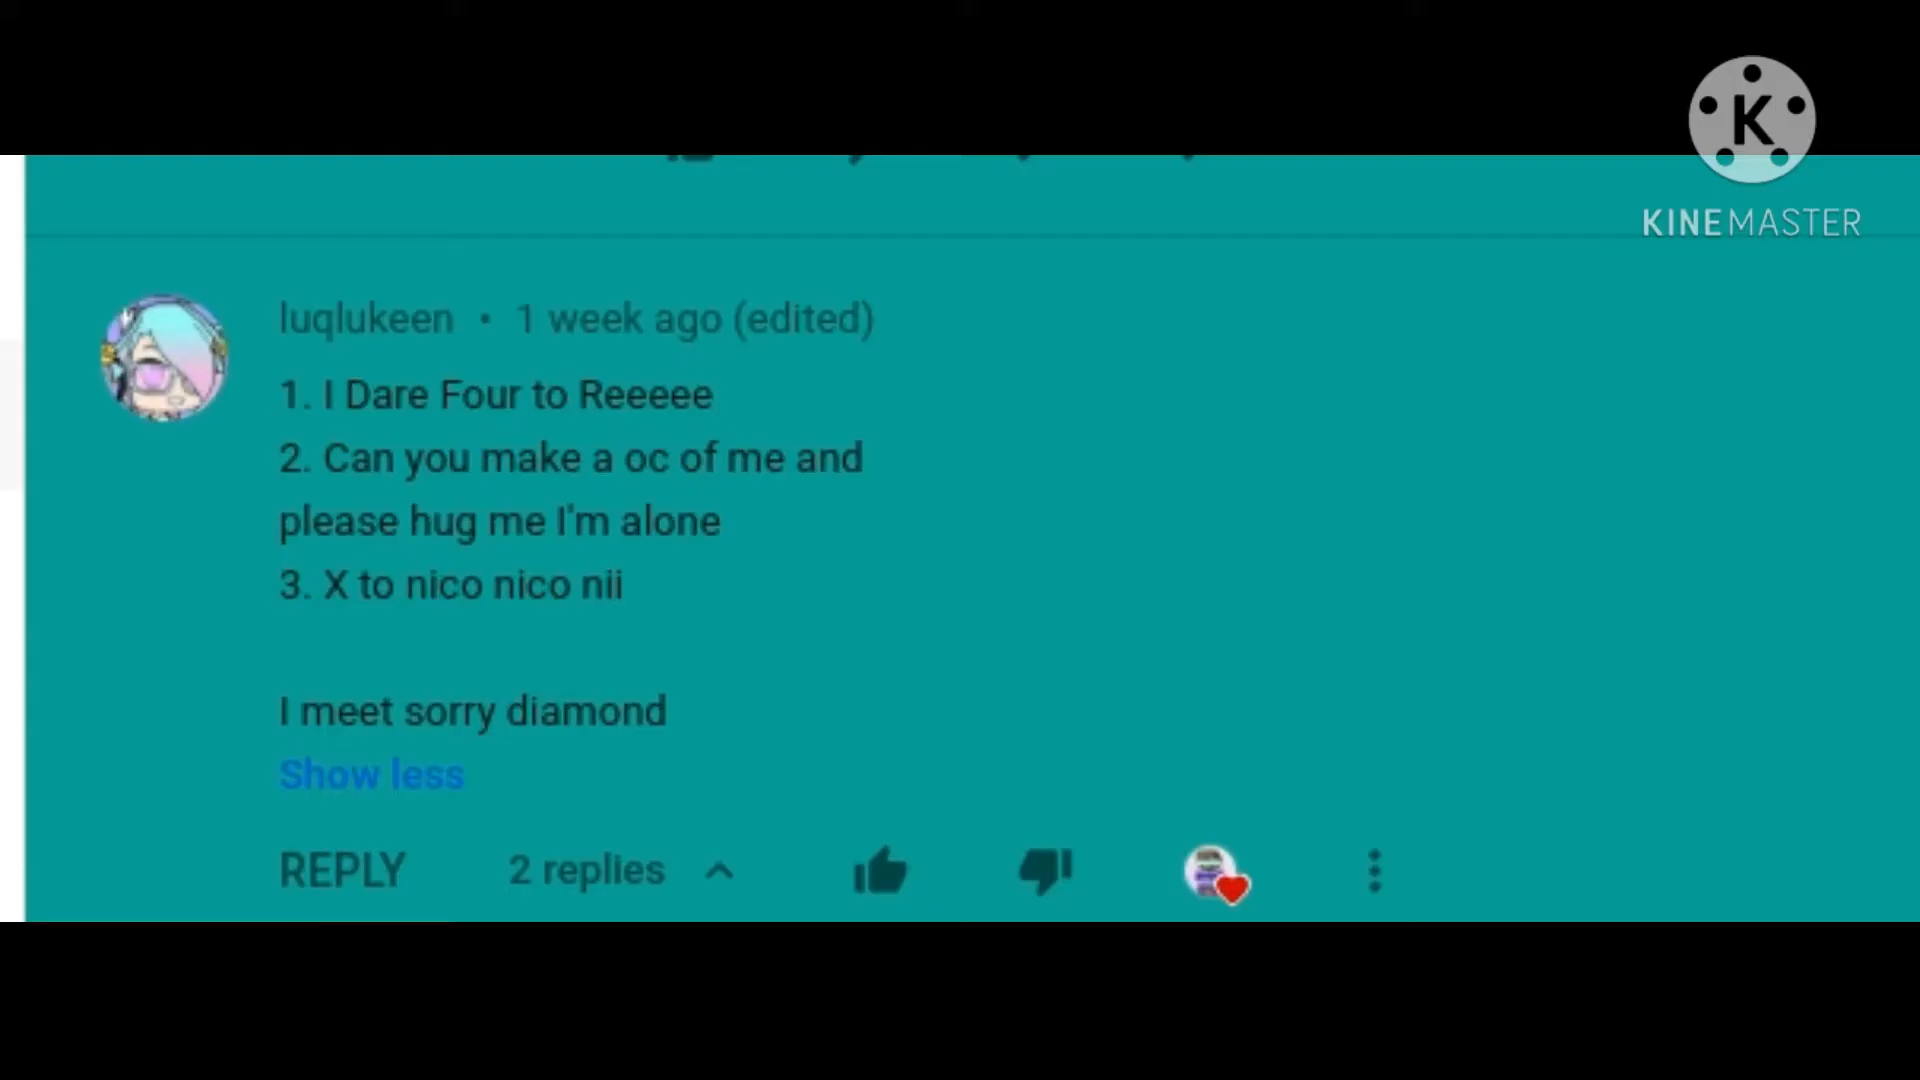 K
KINEMASTER
luqlukeen • 1 week ago (edited)
1. I Dare Four to Reeeee
2. Can you make a oc of me and
please hug me I'm alone
3. X to nico nico nii
I meet sorry diamond
Show less
REPLY 2 replies